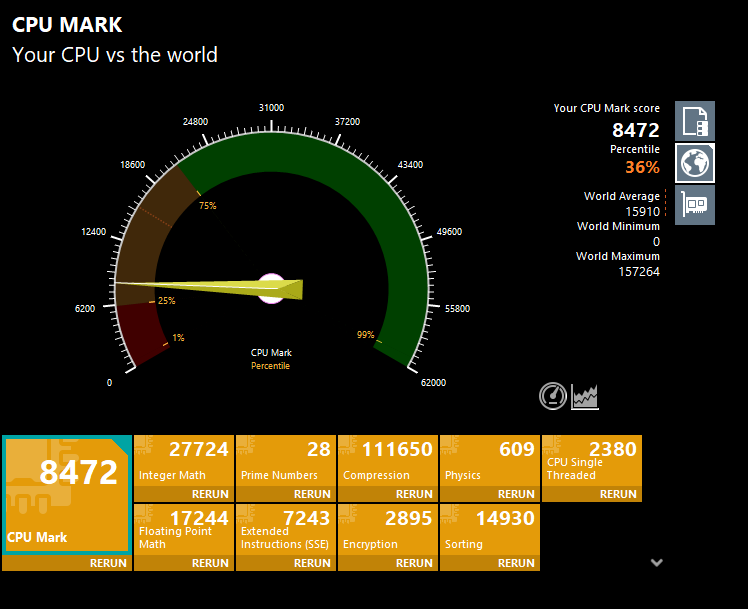 CPU MARK
Your CPU vs the world
31000
24800
37200
18600
43400
12400
49600
6200
55800
0
62000
75%
25%
1%
99%
CPU Mark
Percentile
Your CPU Mark score
8472
Percentile
36%
World Average
15910
World Minimum
0
World Maximum
157264
8472
CPU Mark
RERUN
27724
Integer Math
RERUN
28
Prime Numbers
RERUN
111650
Compression
RERUN
609
Physics
RERUN
2380
CPU Single
Threaded
RERUN
17244
Floating Point
Math
RERUN
7243
Extended
Instructions (SSE)
RERUN
2895
Encryption
RERUN
14930
Sorting
RERUN